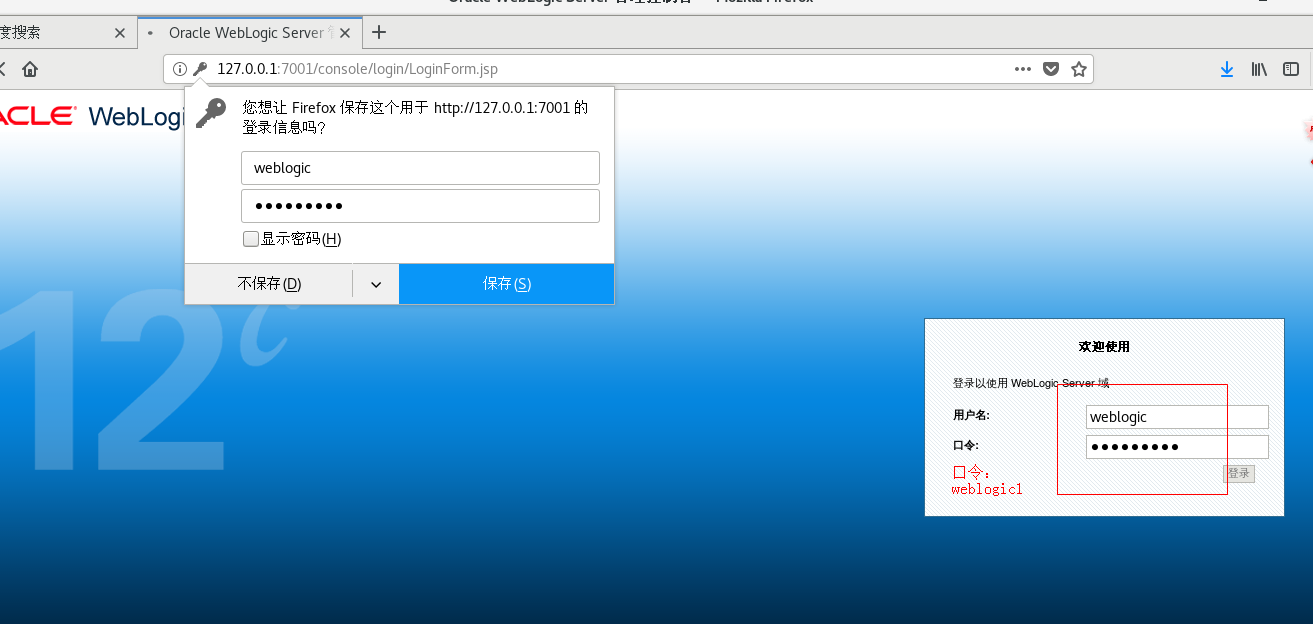 Oracle WebLogic Server 管理控制台 - Mozilla Firefox
度搜索
Oracle WebLogic Server
127.0.0.1:7001/console/login/LoginForm.jsp
ACLE WebLogi
您想让 Firefox 保存这个用于 http://127.0.0.1:7001 的
登录信息吗?
weblogic
显示密码(H)
不保存(D)
保存(S)
12c
欢迎使用
登录以使用 WebLogic Server 域
用户名:
weblogic
口令:
登录
口令:
weblogic1